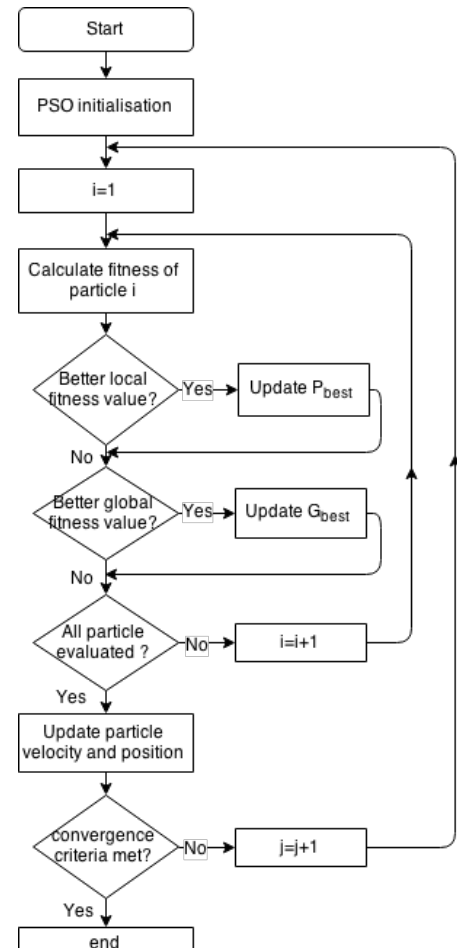 Start
PSO initialisation
i=1
Calculate fitness of
particle i
Better local
fitness value?
Yes
Update Pbest
No
Better global
fitness value?
Yes
Update Gbest
No
All particle
evaluated ?
No
i=i+1
Yes
Update particle
velocity and position
convergence
criteria met?
No
j=j+1
Yes
end